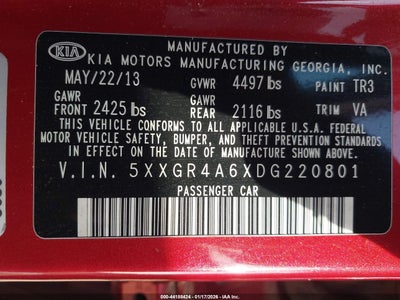 MANUFACTURED BY
KIA
KIA MOTORS MANUFACTURING GEORGIA, INC.
MAY/22/13 GVWR 4497 lbs PAINT TR3
GAWR FRONT 2425 lbs GAWR REAR 2116 lbs TRIM VA
THIS VEHICLE CONFORMS TO ALL APPLICABLE U.S.A. FEDERAL
MOTOR VEHICLE SAFETY, BUMPER, AND THEFT PREVENTION STANDARDS
IN EFFECT ON THE DATE OF MANUFACTURE SHOWN ABOVE.
V.I.N. 5XXGR4A6XDG220801
PASSENGER CAR
000-44158424 - 01/17/2026 - IAA Inc.